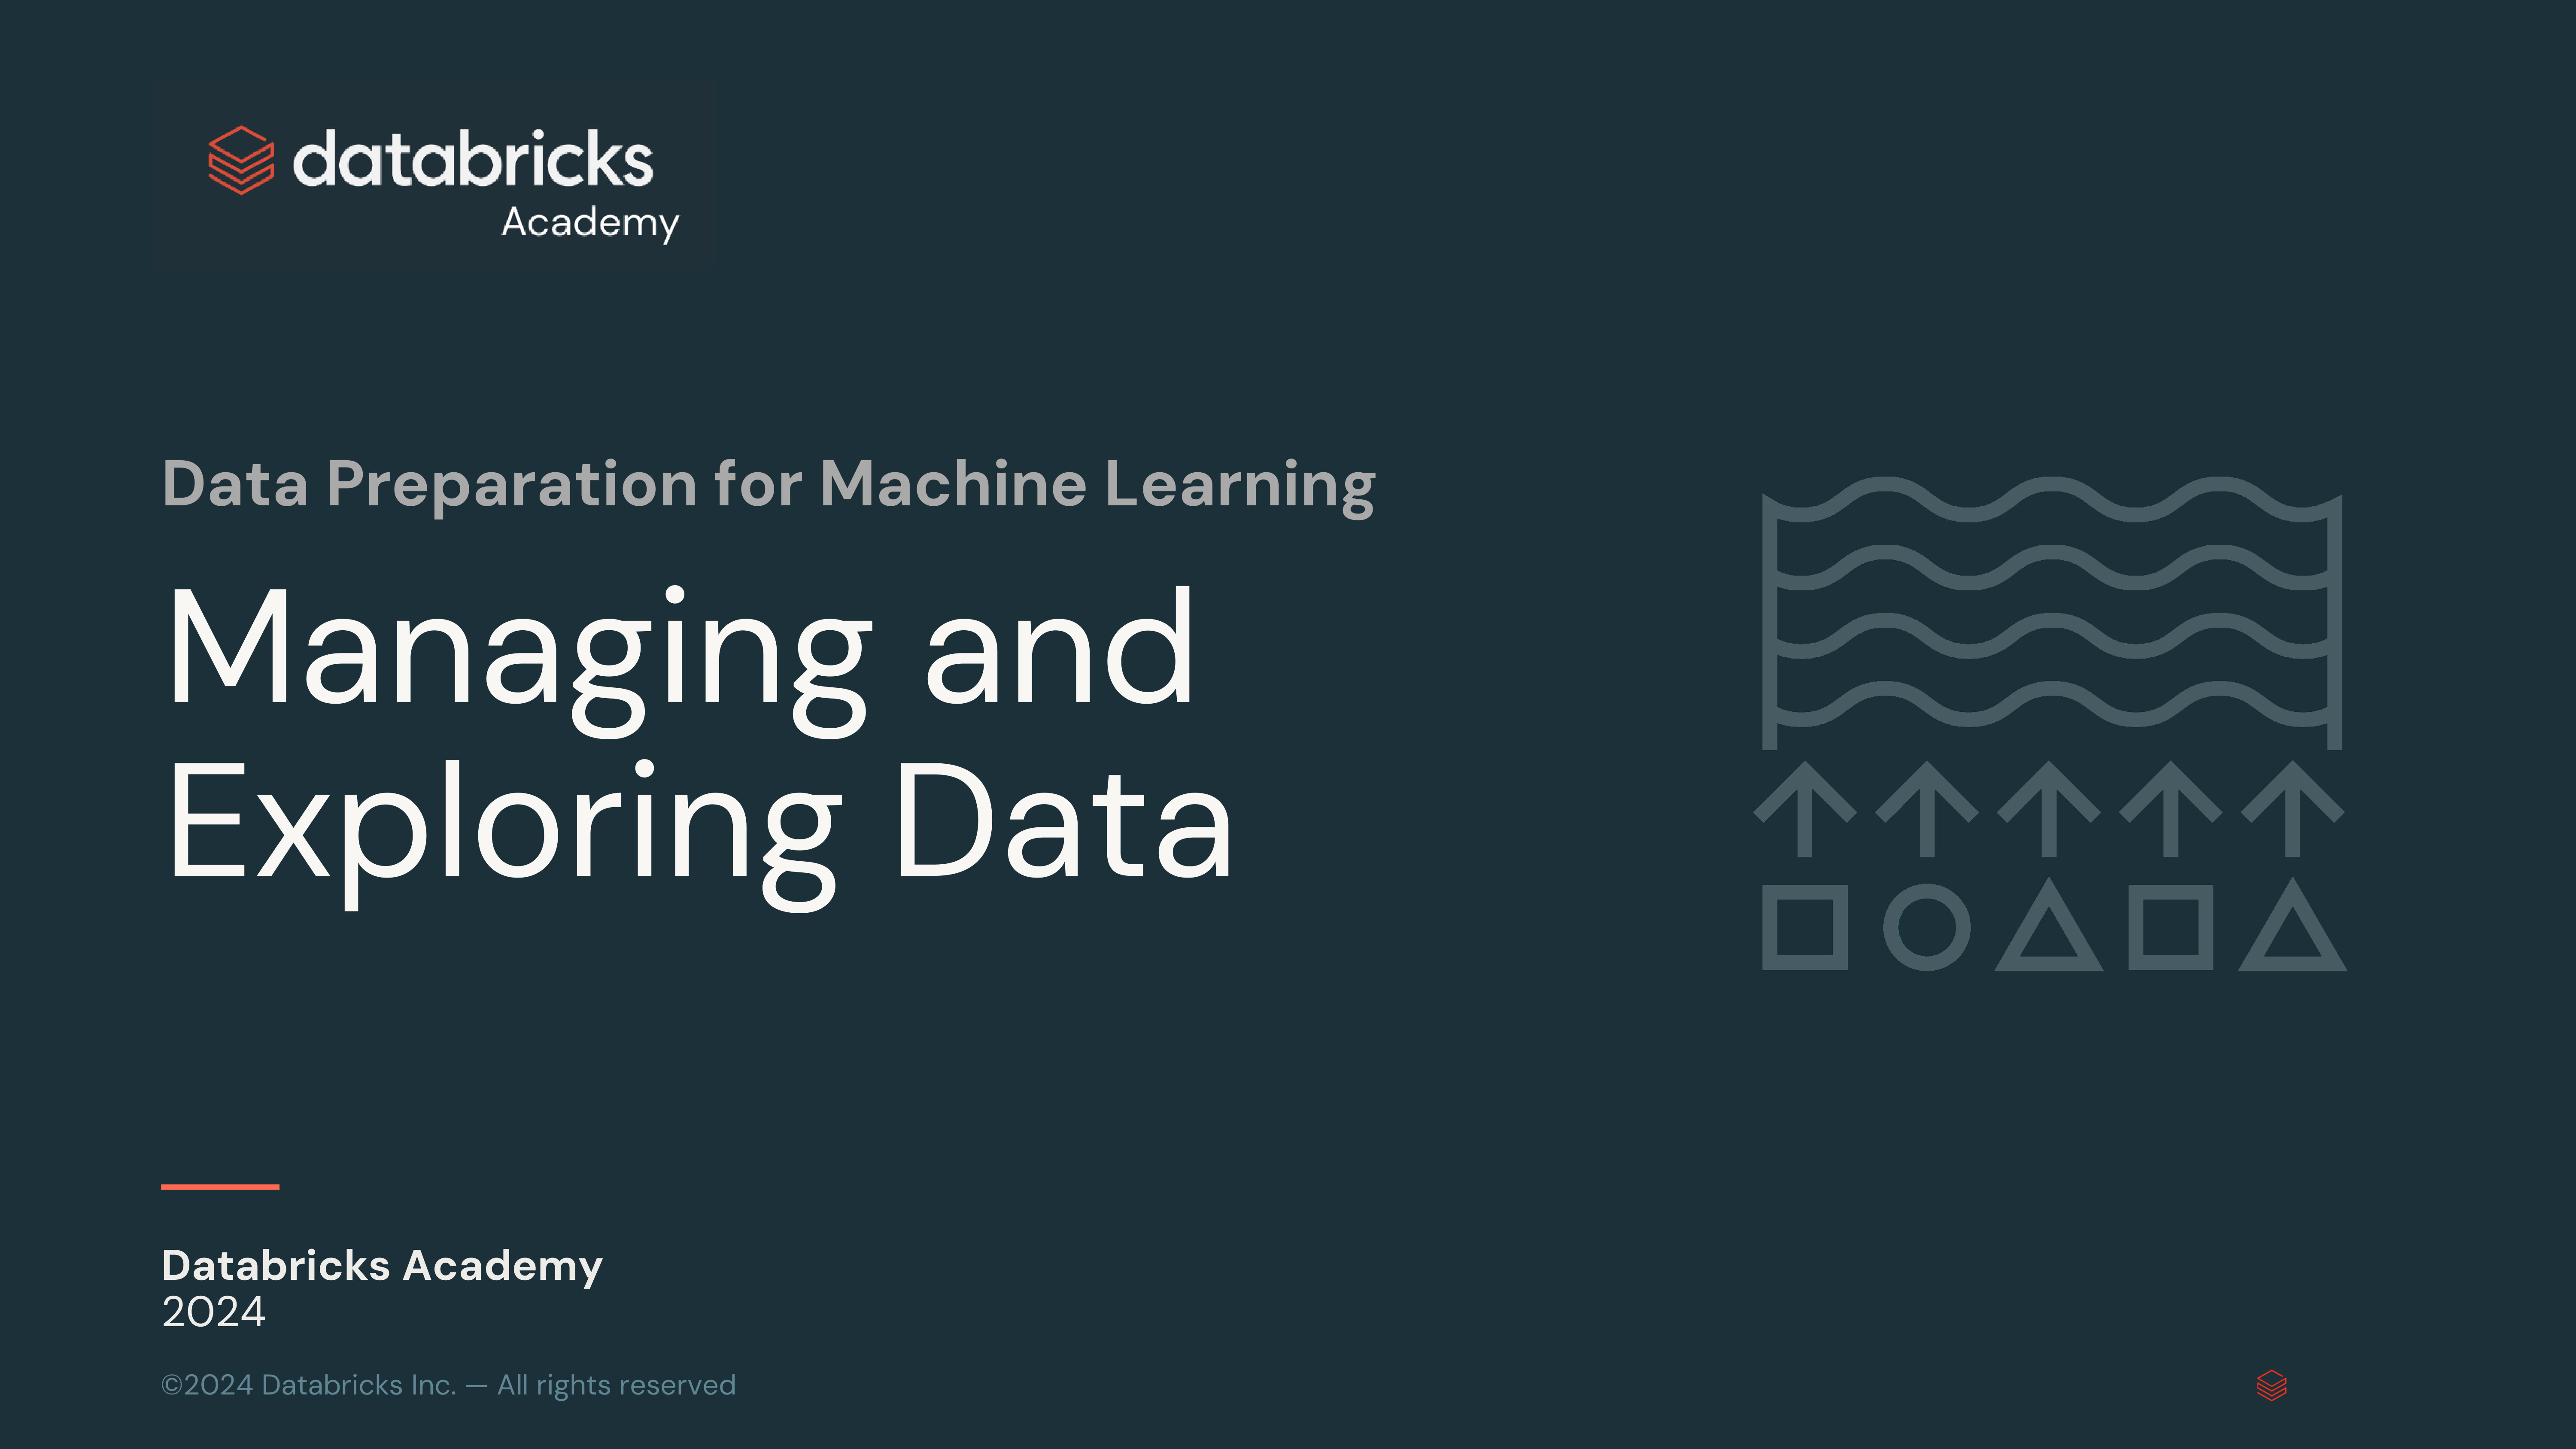 databricks
Academy
Data Preparation for Machine Learning
Managing and
Exploring Data
Databricks Academy
2024
©2024 Databricks Inc. — All rights reserved